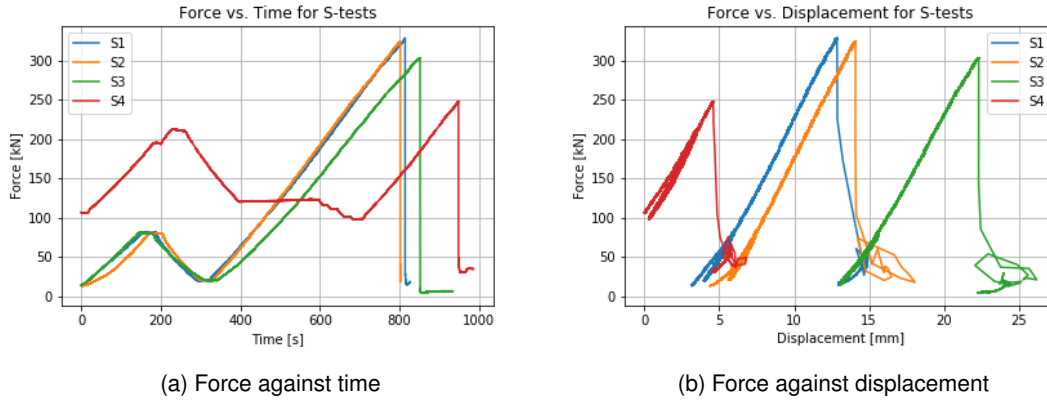 Force vs. Time for S-tests
S1
S2
S3
S4
Force [kN]
300
250
200
150
100
50
0
0 200 400 600 800 1000
Time [s]
(a) Force against time
Force vs. Displacement for S-tests
S1
S2
S3
S4
Force [kN]
300
250
200
150
100
50
0
0 5 10 15 20 25
Displacement [mm]
(b) Force against displacement